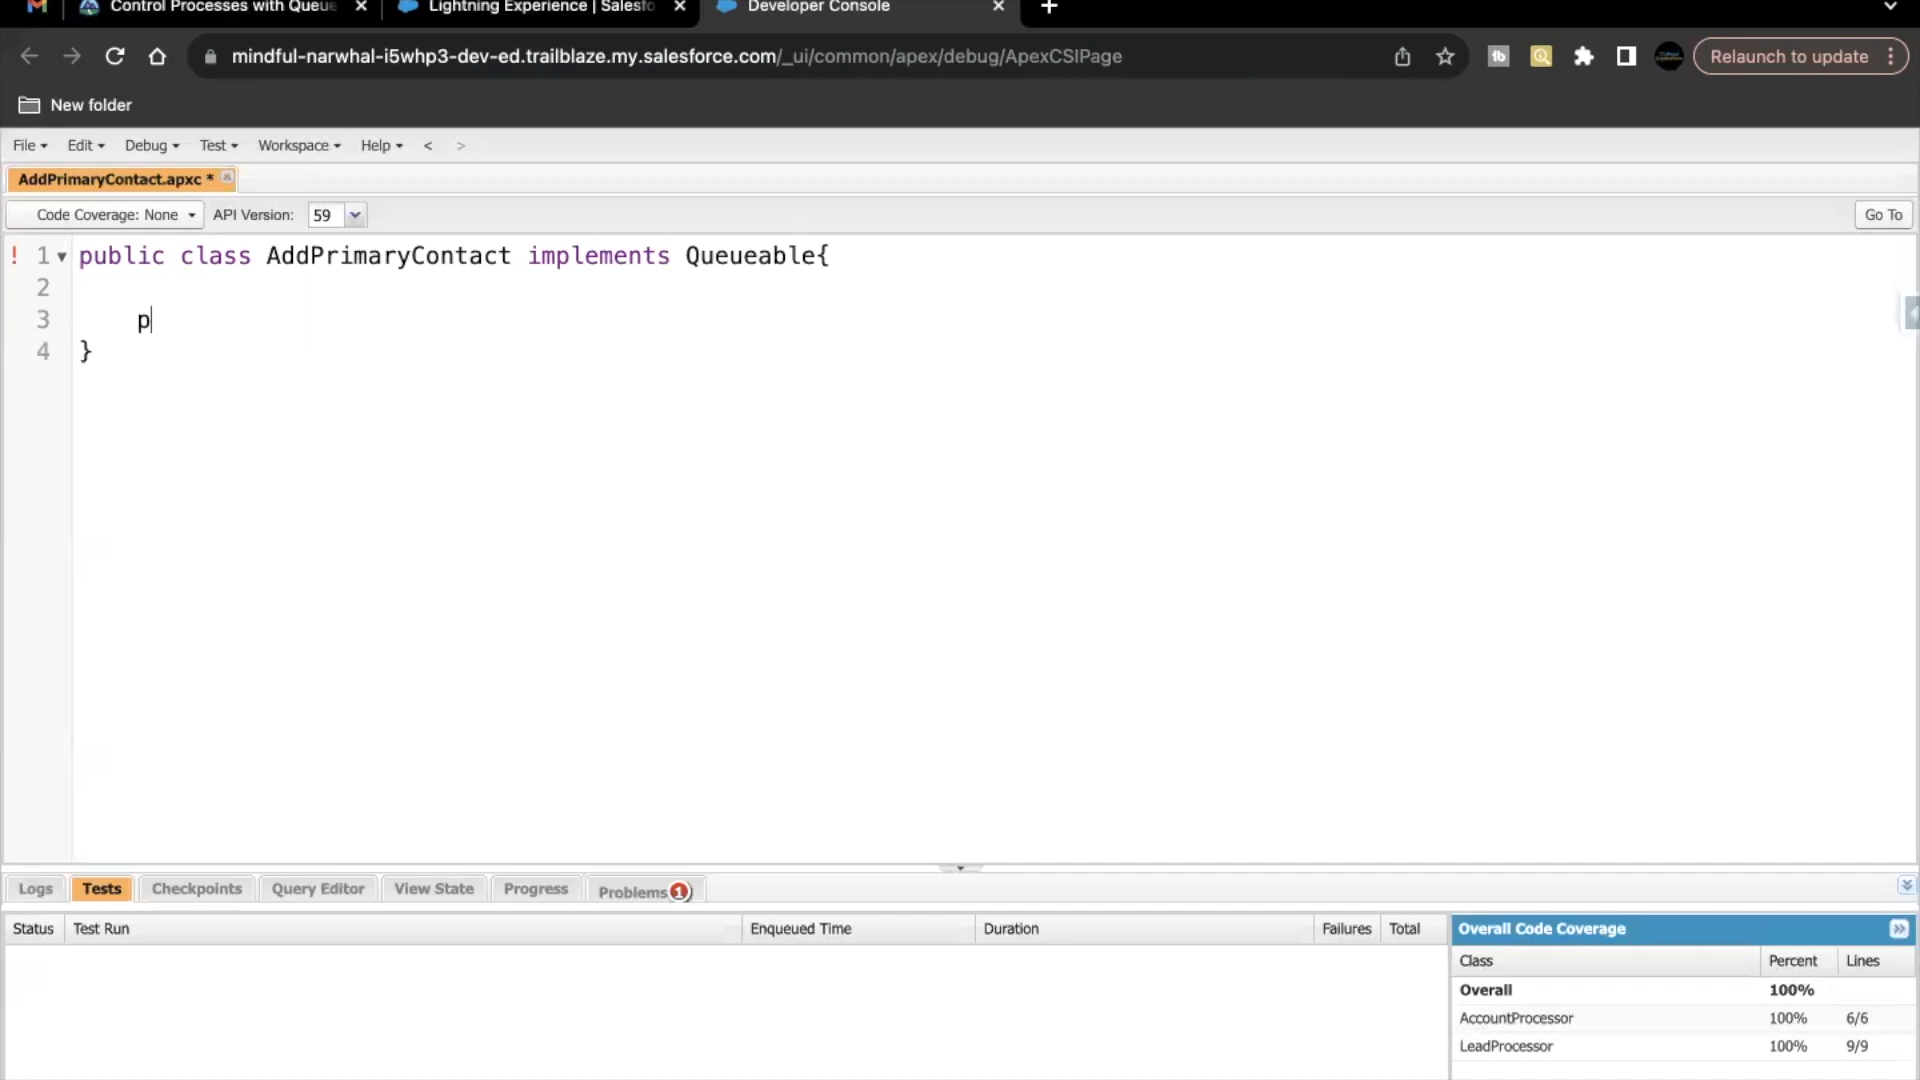 Control Processes with Queue
Lightning Experience | Salesfo
Developer Console
mindful-narwhal-i5whp3-dev-ed.trailblaze.my.salesforce.com/_ui/common/apex/debug/ApexCSIPage
Relaunch to update
New folder
File Edit Debug Test Workspace Help < >
AddPrimaryContact.apxc *
Code Coverage: None API Version: 59 Go To
! 1 public class AddPrimaryContact implements Queueable{
2
3 p
4 }
Logs Tests Checkpoints Query Editor View State Progress Problems 1
Status Test Run Enqueued Time Duration Failures Total
Overall Code Coverage
Class Percent Lines
Overall 100%
AccountProcessor 100% 6/6
LeadProcessor 100% 9/9